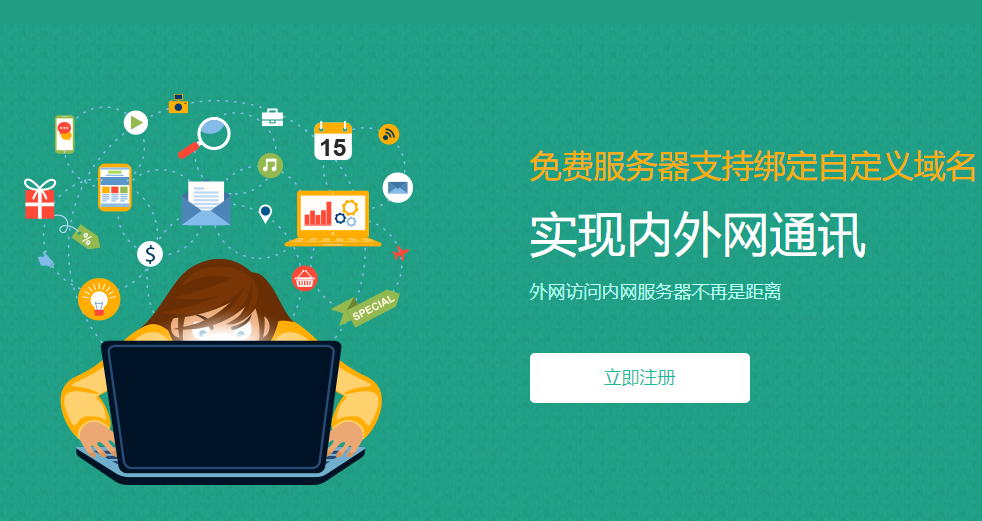 15
%
$
SPECIAL
免费服务器支持绑定自定义域名
实现内外网通讯
外网访问内网服务器不再是距离
立即注册